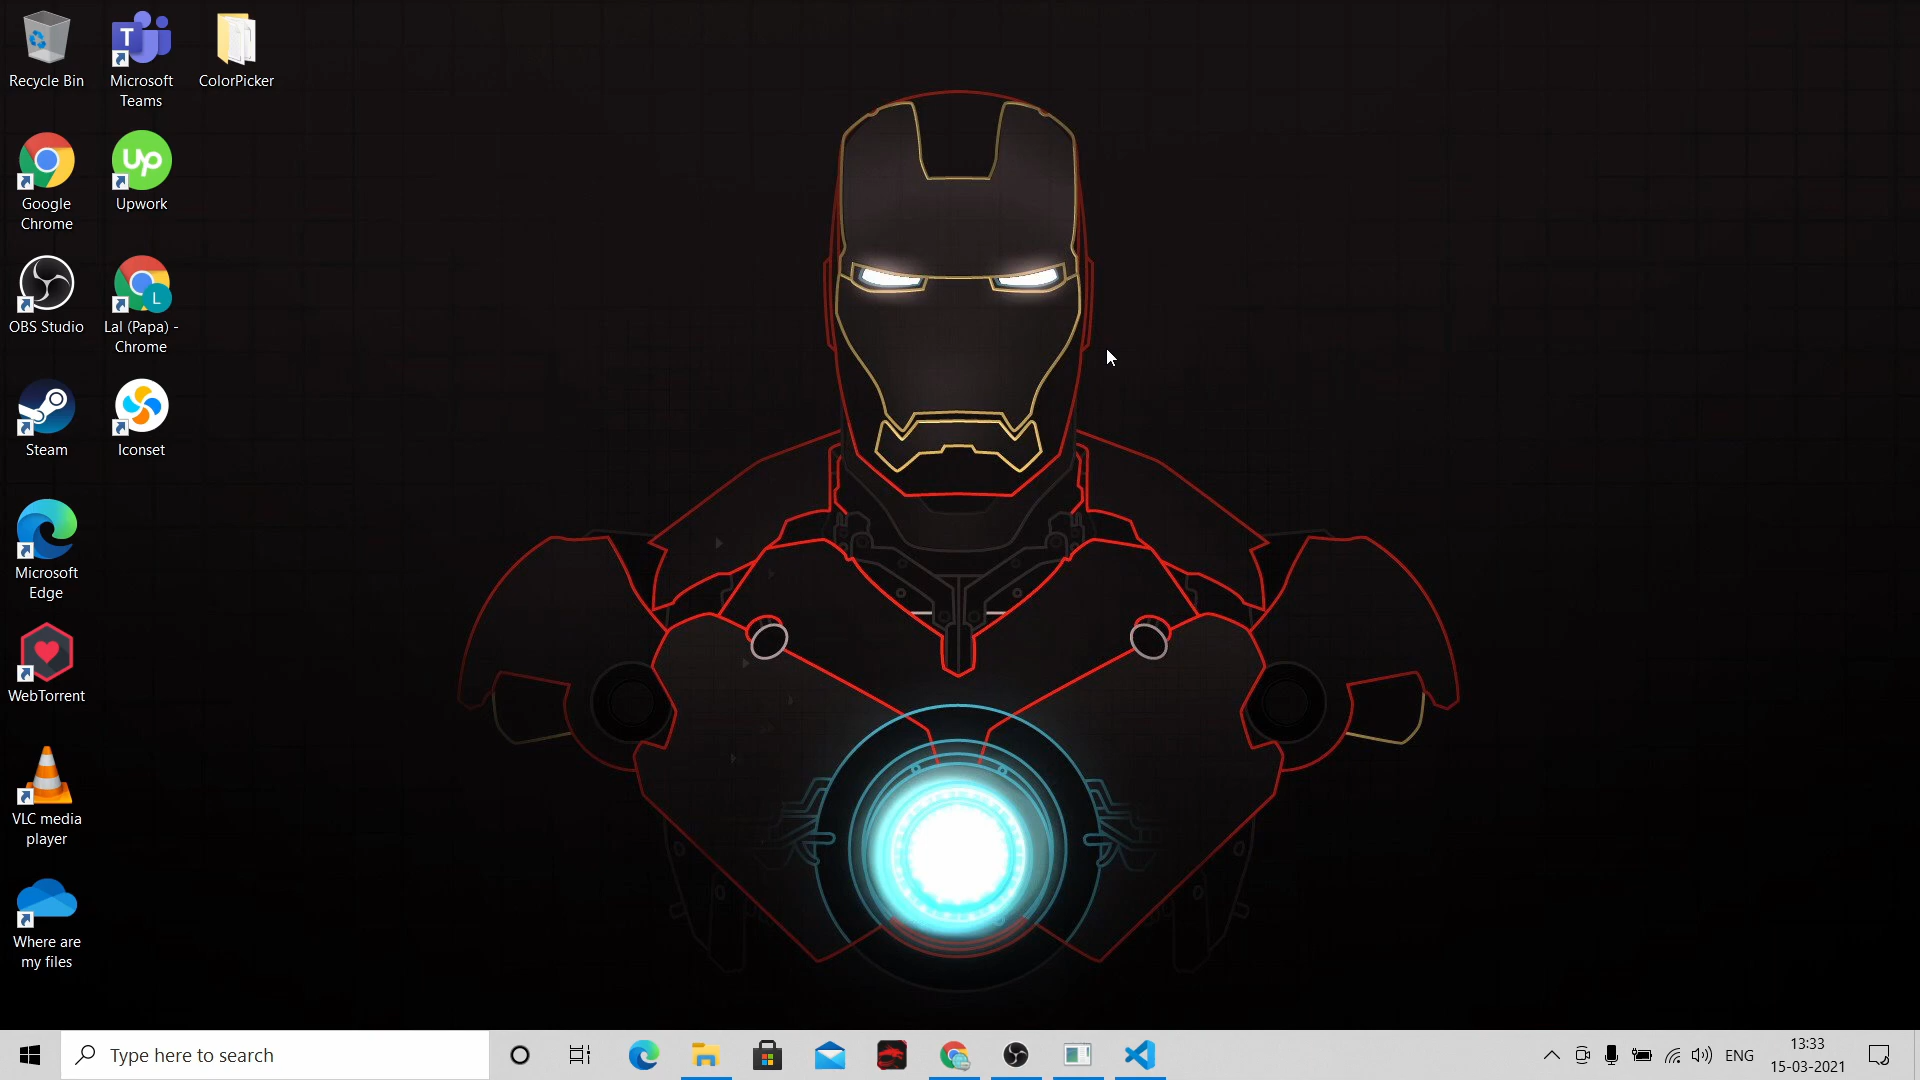 Recycle Bin
Microsoft
Teams
ColorPicker
Google
Chrome
Up
Upwork
OBS Studio
L
Lal (Papa) -
Chrome
Steam
Iconset
Microsoft
Edge
WebTorrent
VLC media
player
Where are
my files
Type here to search
ENG
13:33
15-03-2021